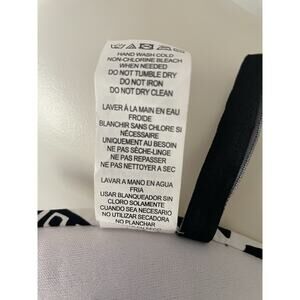 HAND WASH COLD
NON-CHLORINE BLEACH
WHEN NEEDED
DO NOT TUMBLE DRY
DO NOT IRON
DO NOT DRY CLEAN
LAVER À LA MAIN EN EAU
FROIDE
BLANCHIR SANS CHLORE SI
NÉCESSAIRE
UNIQUEMENT AU BESOIN
NE PAS SÈCHE-LINGE
NE PAS REPASSER
NE PAS NETTOYER A SEC
LAVAR A MANO EN AGUA
FRIA
USAR BLANQUEADOR SIN
CLORO SOLAMENTE
CUANDO SEA NECESARIO
NO UTILIZAR SECADORA
NO PLANCHAR